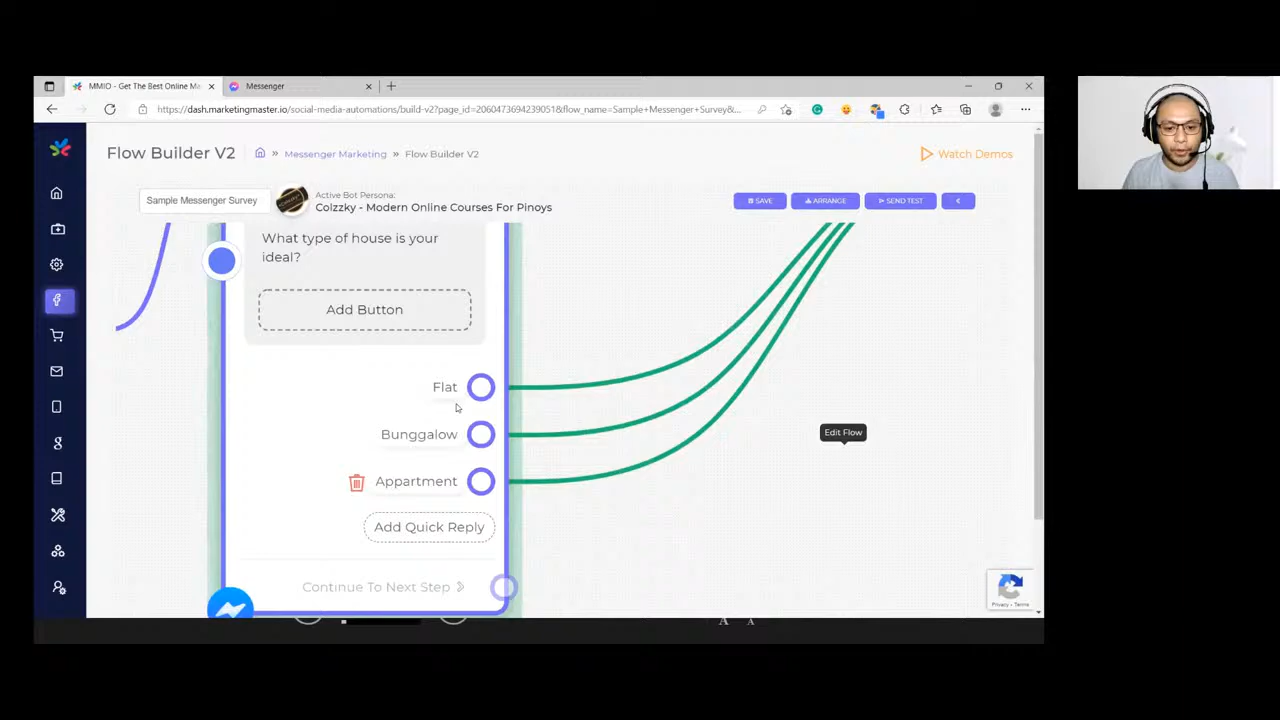 MMIO - Get The Best Online Ma
Messenger
https://dash.marketingmaster.io/social-media-automations/build-v2?page_id=2060473694239051&flow_name=Sample+Messenger+Survey&...
Flow Builder V2
» Messenger Marketing » Flow Builder V2
Watch Demos
Sample Messenger Survey
Active Bot Persona:
Coizzky - Modern Online Courses For Pinoys
SAVE
ARRANGE
SEND TEST
What type of house is your
ideal?
Add Button
Flat
Bunggalow
Edit Flow
Appartment
Add Quick Reply
Continue To Next Step
Privacy - Terms
A A